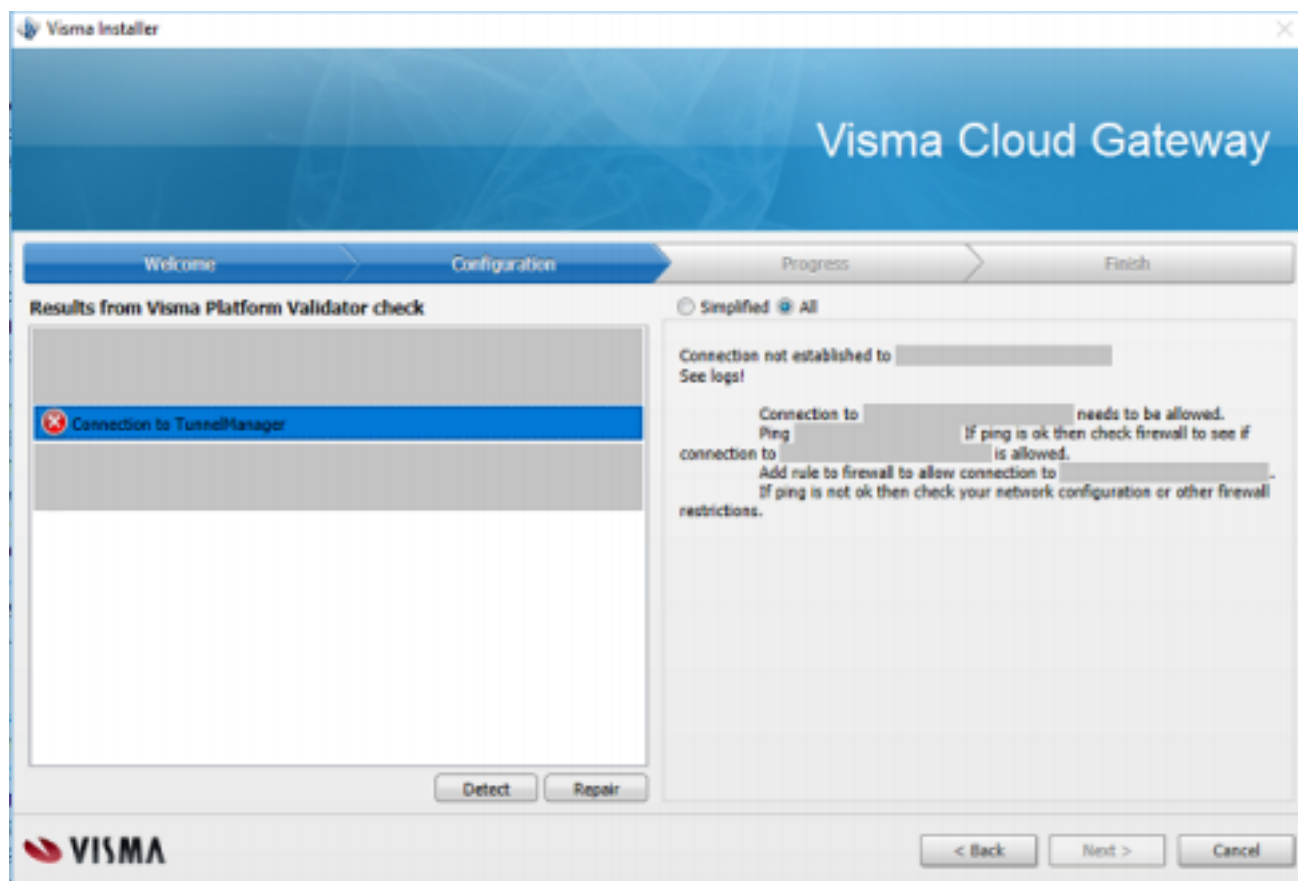 Visma Installer
Visma Cloud Gateway
Welcome
Configuration
Progress
Finish
Results from Visma Platform Validator check
Simplified
All
Connection to TunnelManager
Connection not established to
See logs!
Connection to needs to be allowed.
Ping If ping is ok then check firewall to see if
connection to is allowed.
Add rule to firewall to allow connection to .
If ping is not ok then check your network configuration or other firewall
restrictions.
Detect
Repair
VISMA
< Back
Next >
Cancel